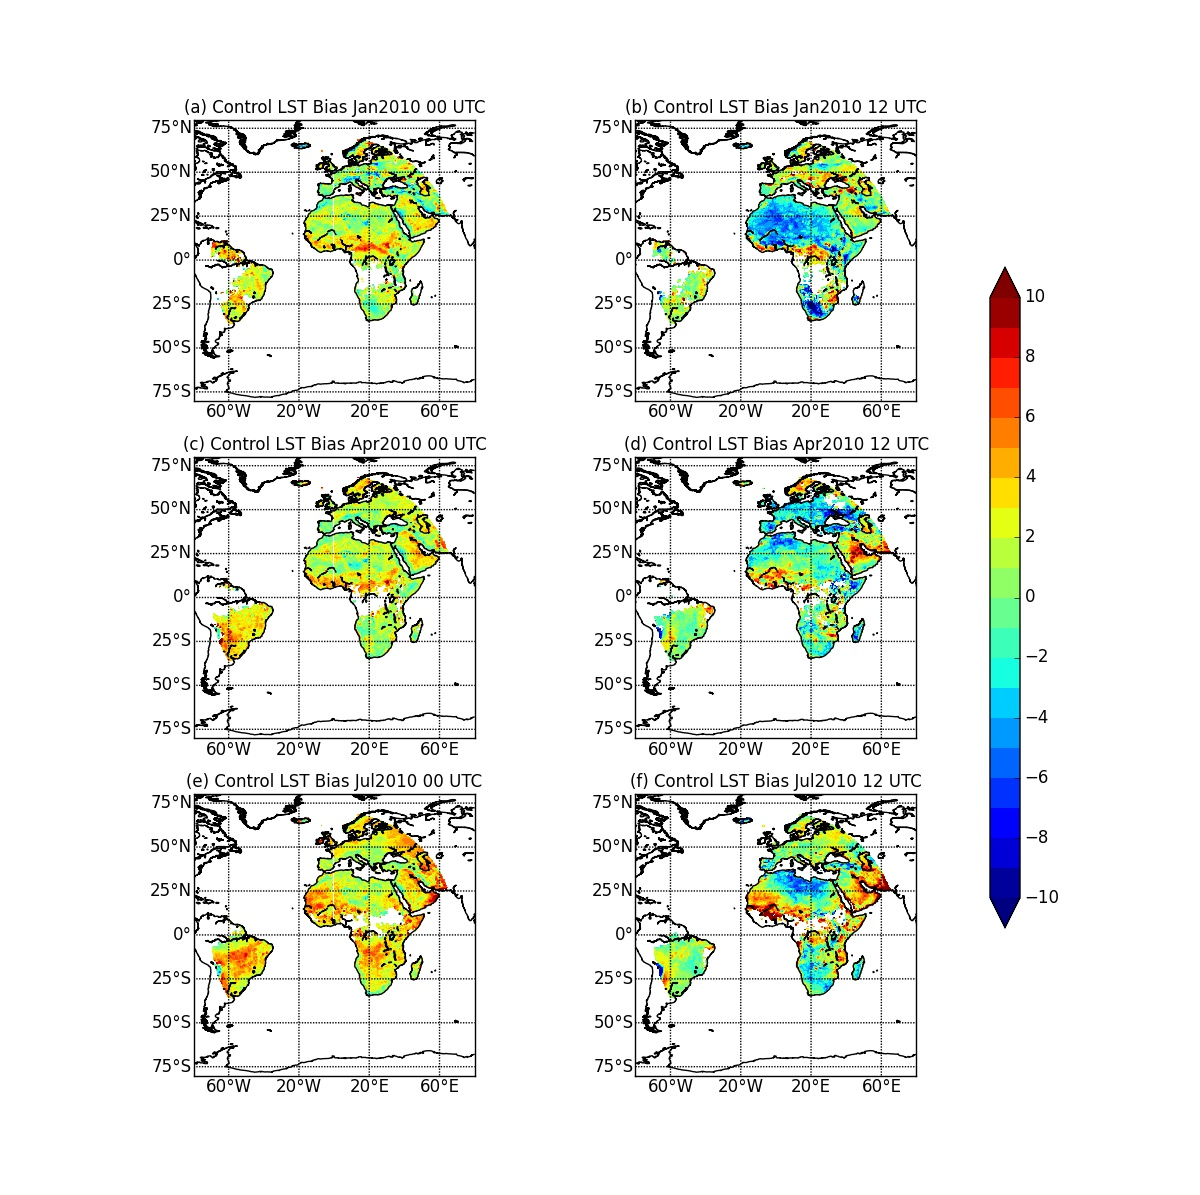 (a) Control LST Bias Jan2010 00 UTC
75°N
50°N
25°N
0°
25°S
50°S
75°S
60°W 20°W 20°E 60°E
(b) Control LST Bias Jan2010 12 UTC
75°N
50°N
25°N
0°
25°S
50°S
75°S
60°W 20°W 20°E 60°E
(c) Control LST Bias Apr2010 00 UTC
75°N
50°N
25°N
0°
25°S
50°S
75°S
60°W 20°W 20°E 60°E
(d) Control LST Bias Apr2010 12 UTC
75°N
50°N
25°N
0°
25°S
50°S
75°S
60°W 20°W 20°E 60°E
(e) Control LST Bias Jul2010 00 UTC
75°N
50°N
25°N
0°
25°S
50°S
75°S
60°W 20°W 20°E 60°E
(f) Control LST Bias Jul2010 12 UTC
75°N
50°N
25°N
0°
25°S
50°S
75°S
60°W 20°W 20°E 60°E
10
8
6
4
2
0
−2
−4
−6
−8
−10